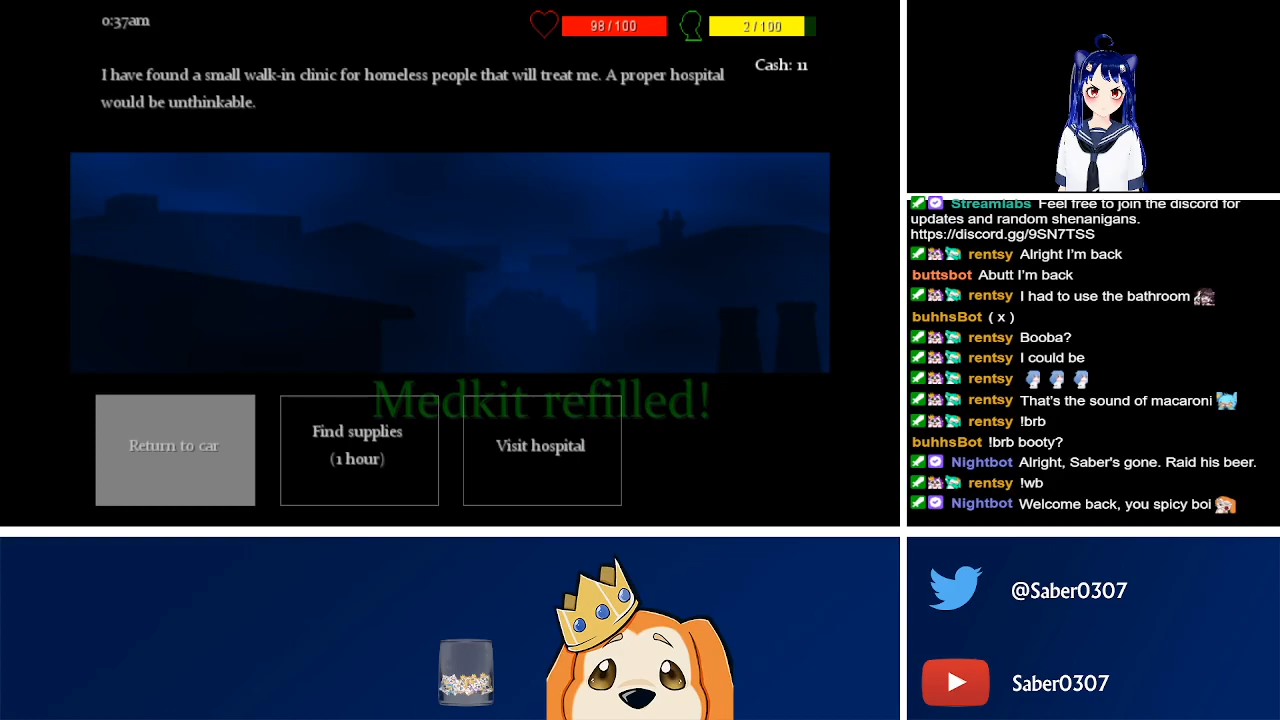 0:37am
98 / 100
2 / 100
Cash: 11
I have found a small walk-in clinic for homeless people that will treat me. A proper hospital
would be unthinkable.
Medkit refilled!
Return to car
Find supplies
(1 hour)
Visit hospital
Streamlabs Feel free to join the discord for
updates and random shenanigans.
https://discord.gg/9SN7TSS
rentsy Alright I'm back
buttsbot Abutt I'm back
rentsy I had to use the bathroom
buhhsBot ( x )
rentsy Booba?
rentsy I could be
rentsy
rentsy That's the sound of macaroni
rentsy !brb
buhhsBot !brb booty?
Nightbot Alright, Saber's gone. Raid his beer.
rentsy !wb
Nightbot Welcome back, you spicy boi
@Saber0307
Saber0307